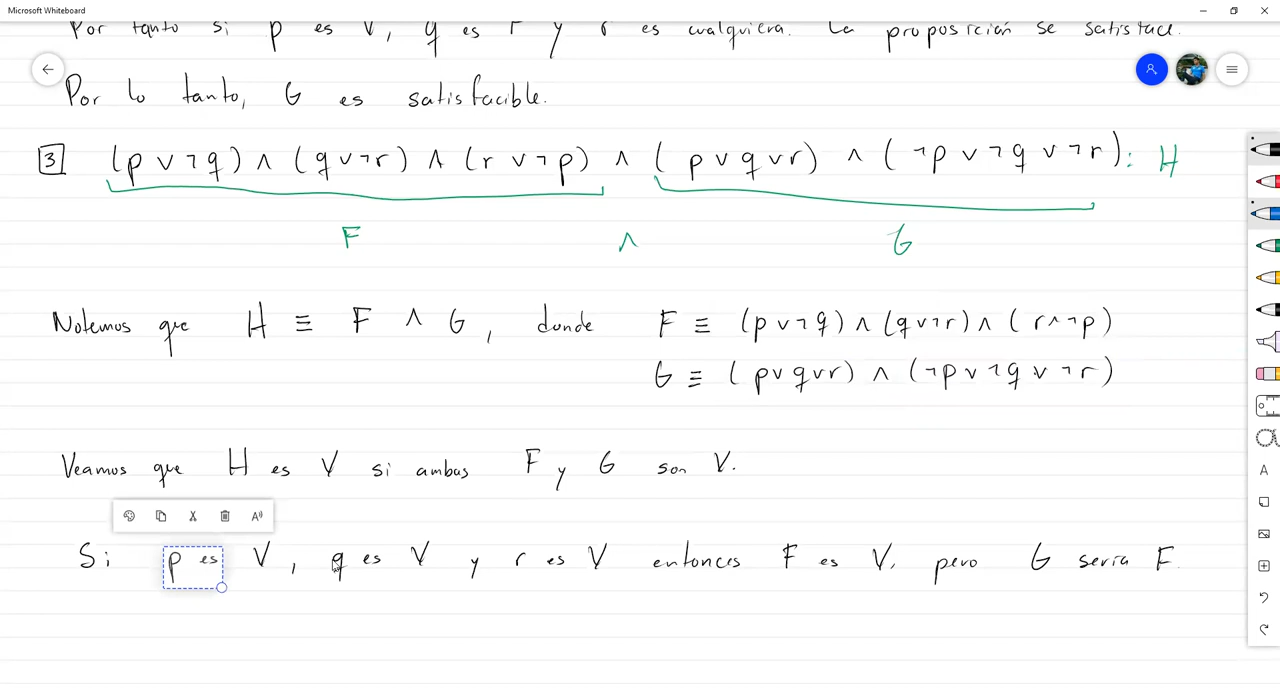 Microsoft Whiteboard
Por tanto si p es V, q es F y r es cualquiera. La proposición se satisface.
Por lo tanto, G es satisfacible.
3 (p ∨ ¬q) ∧ (q ∨ ¬r) ∧ (r ∨ ¬p) ∧ (p ∨ q ∨ r) ∧ (¬p ∨ ¬q ∨ ¬r) : H
F ∧ G
Notemos que H ≡ F ∧ G, donde F ≡ (p ∨ ¬q) ∧ (q ∨ ¬r) ∧ (r ∧ ¬p)
G ≡ (p ∨ q ∨ r) ∧ (¬p ∨ ¬q ∨ ¬r)
Veamos que H es V si ambas F y G son V.
Si p es V, q es V y r es V entonces F es V, pero G sería F.